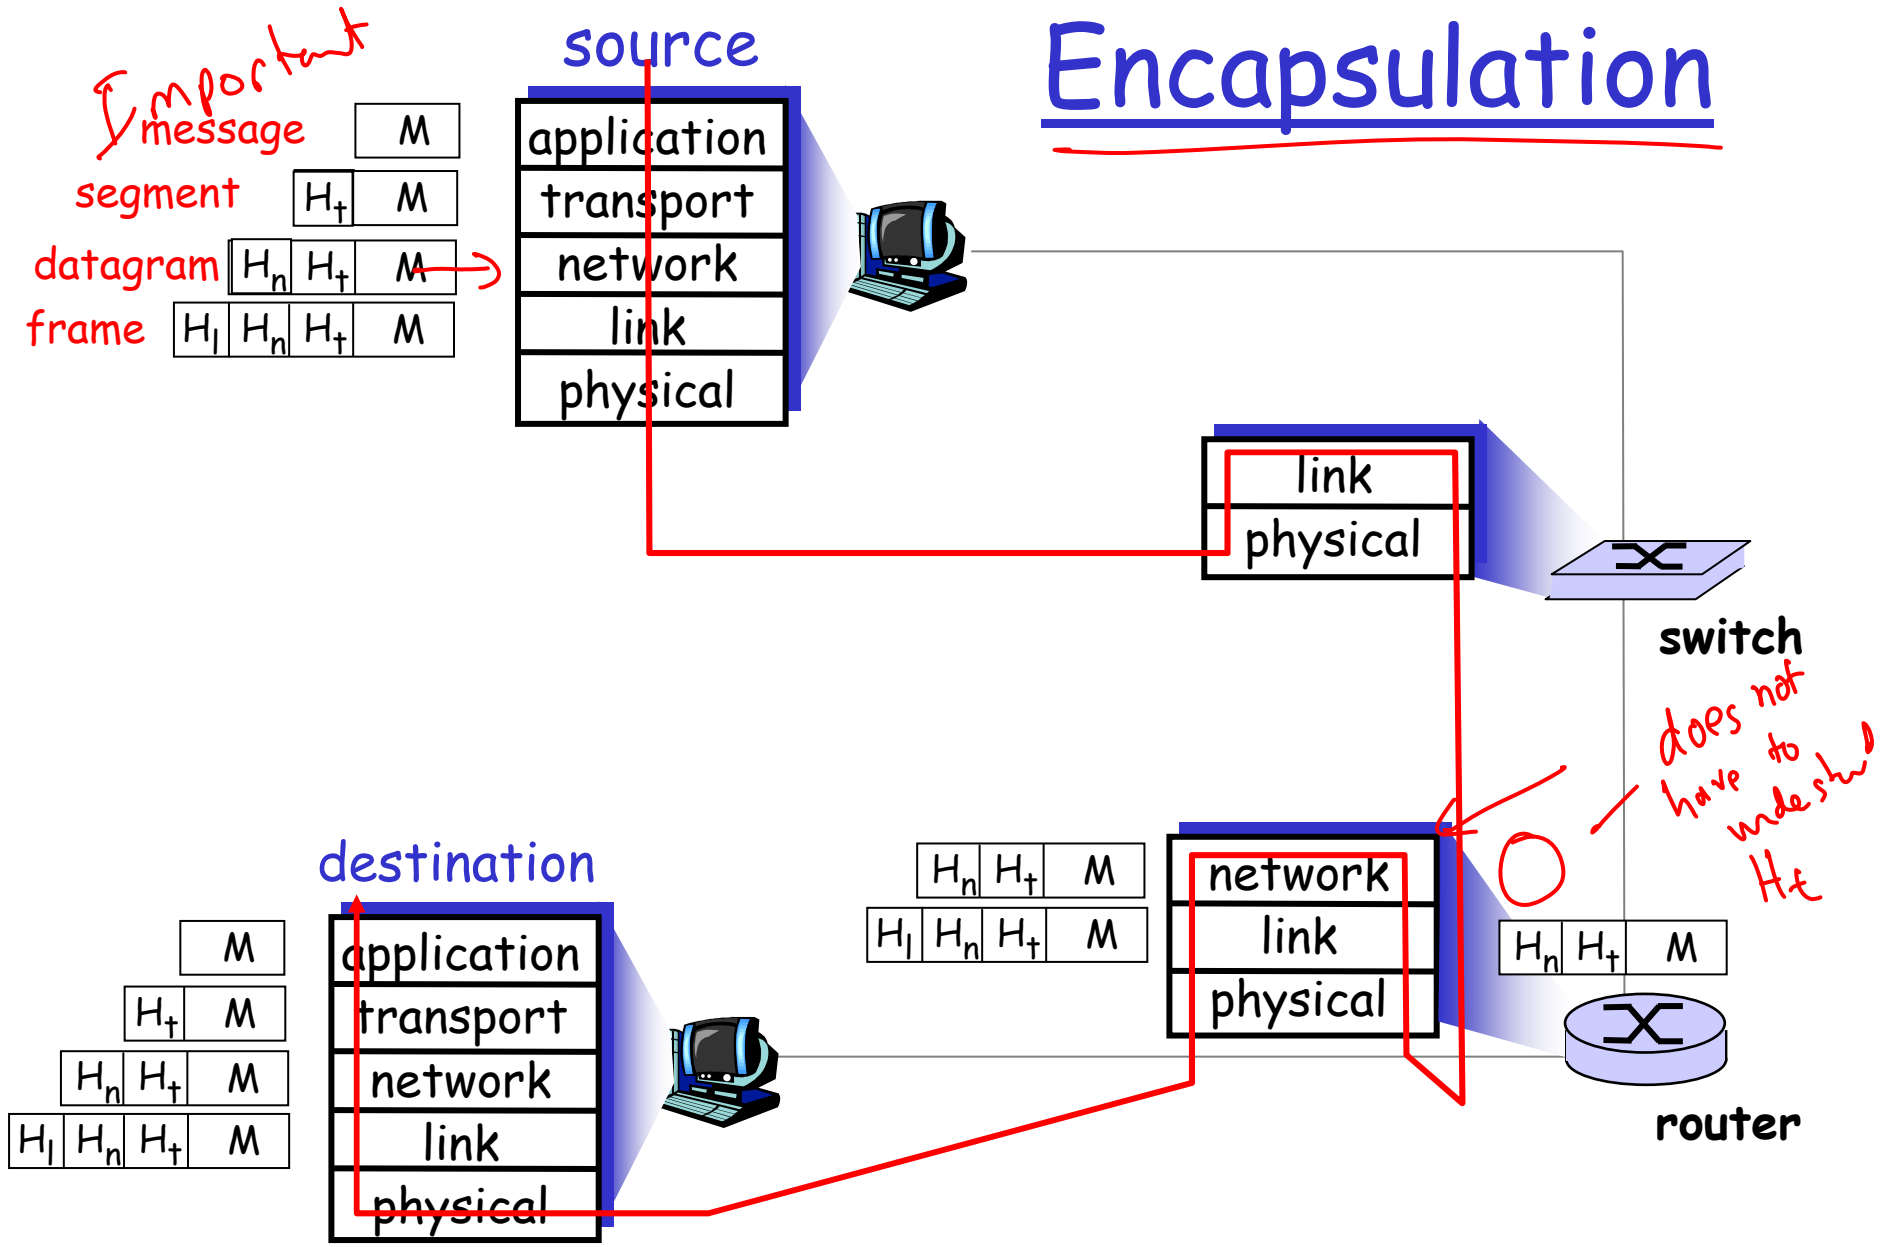 Important
source
Encapsulation
message M
segment Ht M
datagram Hn Ht M
frame Hl Hn Ht M
application
transport
network
link
physical
link
physical
switch
does not
have to
Ht
Hn Ht M
Hl Hn Ht M
network
link
physical
Hn Ht M
router
destination
M
Ht M
Hn Ht M
Hl Hn Ht M
application
transport
network
link
physical